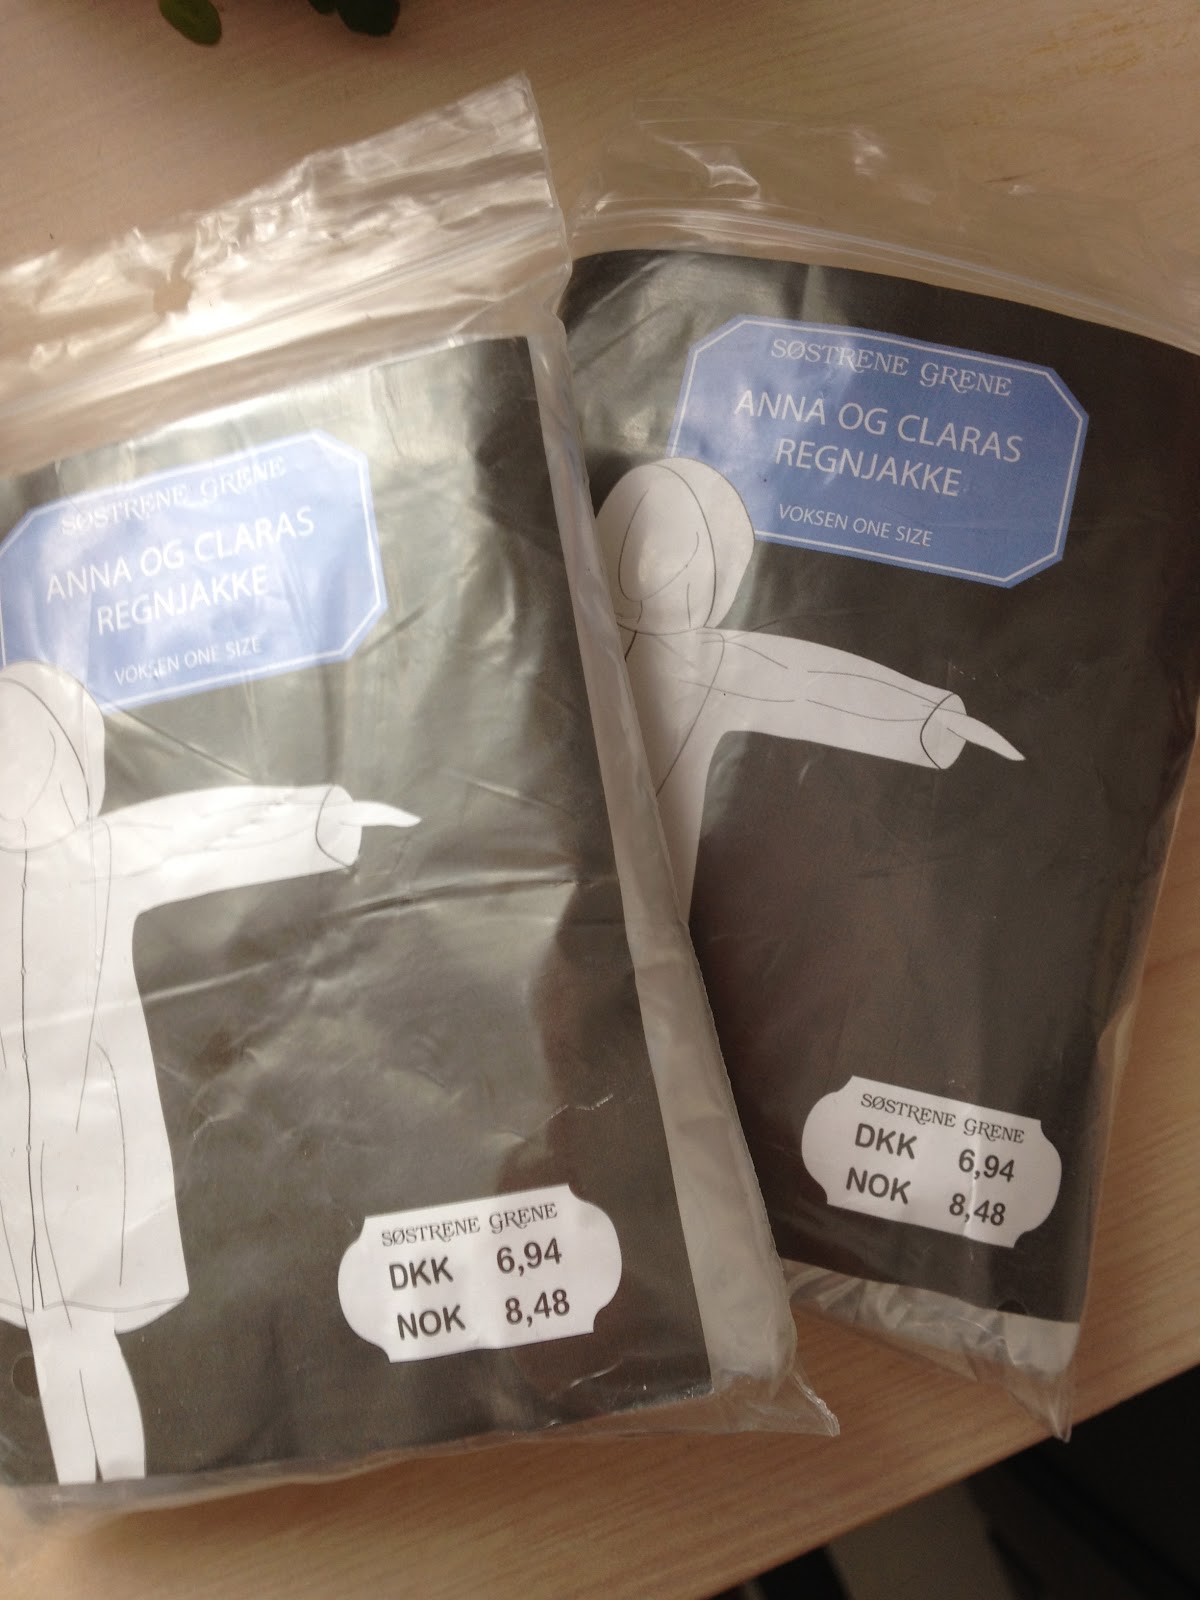 SØSTRENE GRENE
ANNA OG CLARAS
REGNJAKKE
VOKSEN ONE SIZE
SØSTRENE GRENE
DKK 6,94
NOK 8,48
SØSTRENE GRENE
ANNA OG CLARAS
REGNJAKKE
VOKSEN ONE SIZE
SØSTRENE GRENE
DKK 6,94
NOK 8,48